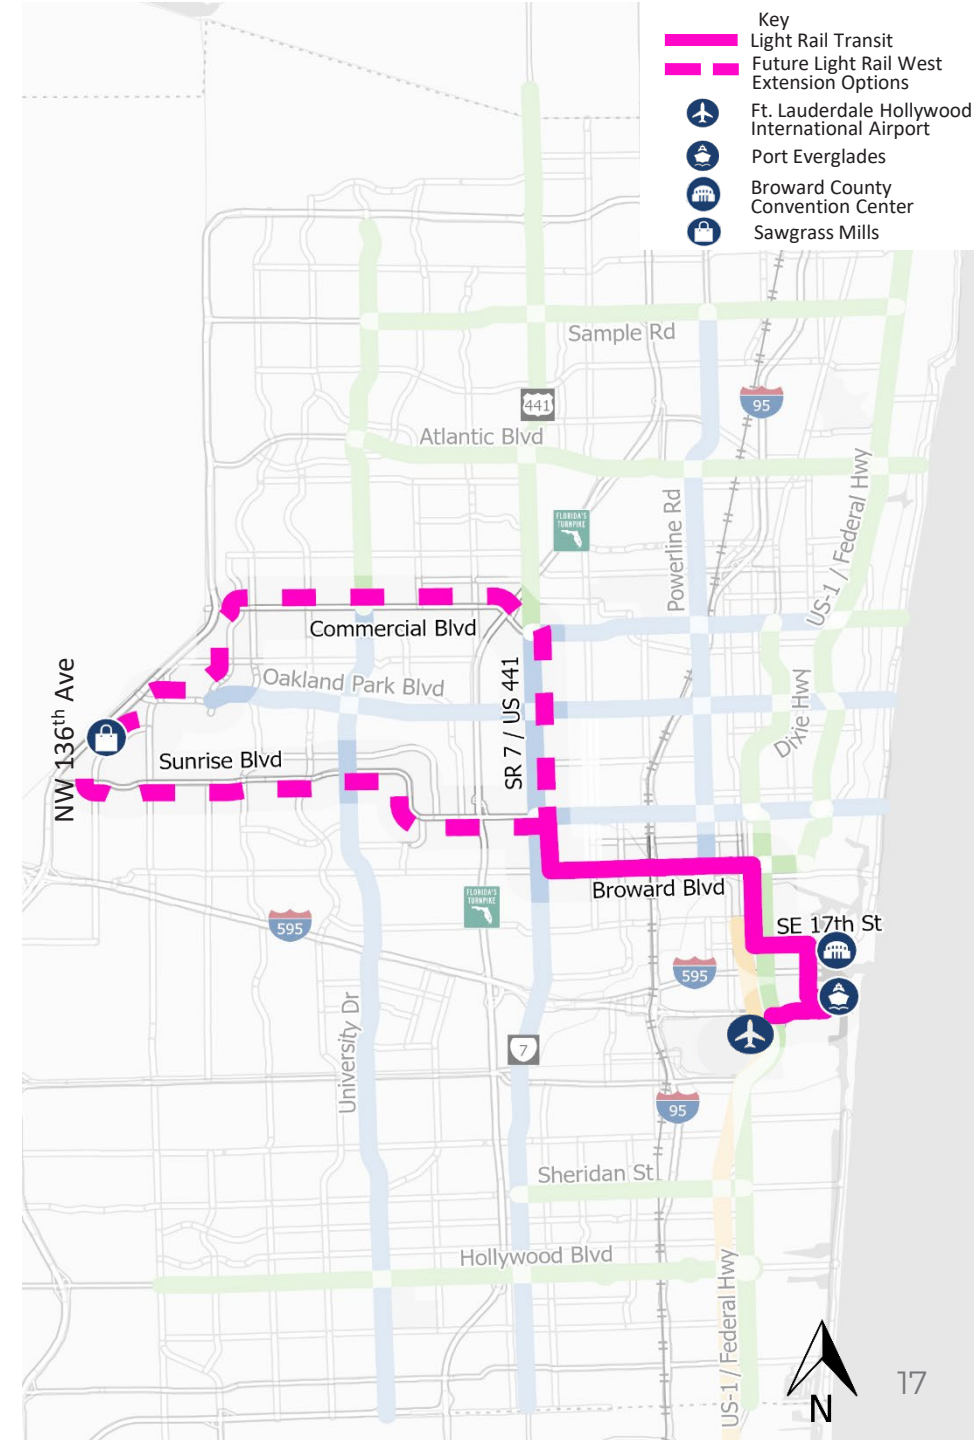 Key
Light Rail Transit
Future Light Rail West
Extension Options
Ft. Lauderdale Hollywood
International Airport
Port Everglades
Broward County
Convention Center
Sawgrass Mills
Sample Rd
441
95
Atlantic Blvd
FLORIDA'S
TURNPIKE
Powerline Rd
US-1 / Federal Hwy
Commercial Blvd
NW 136th Ave
Oakland Park Blvd
SR 7 / US 441
Dixie Hwy
Sunrise Blvd
Broward Blvd
FLORIDA'S
TURNPIKE
595
SE 17th St
595
University Dr
7
95
Sheridan St
Hollywood Blvd
US-1 / Federal Hwy
N
17